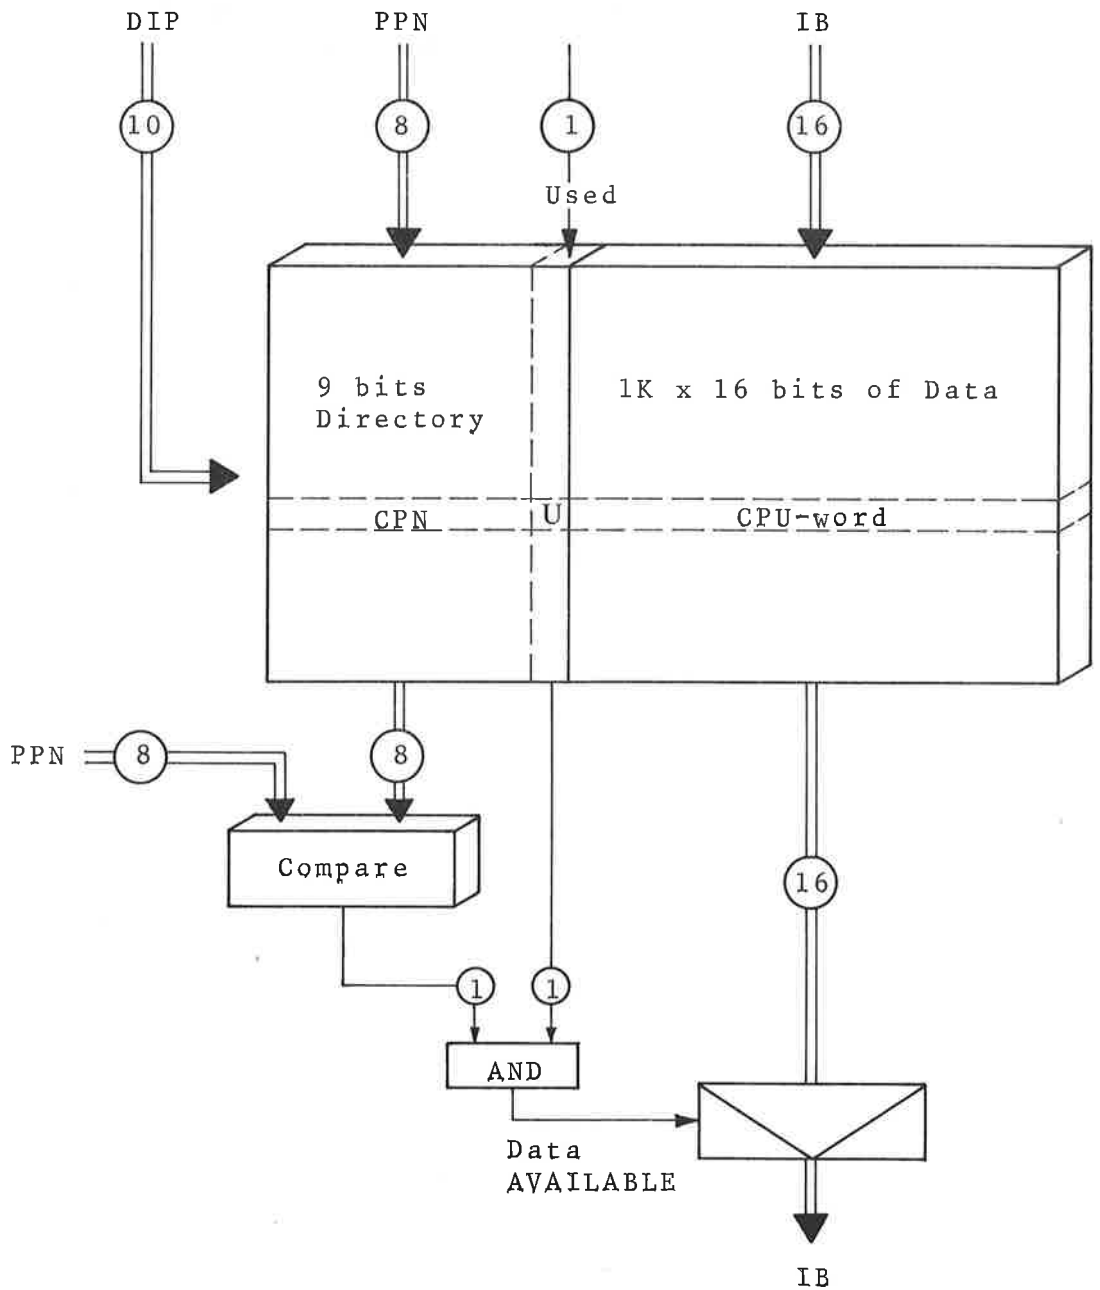 DIP PPN IB
10 8 1 16
Used
9 bits
Directory
1K x 16 bits of Data
CPN U CPU-word
PPN 8 8
Compare
16
1 1
AND
Data
AVAILABLE
IB